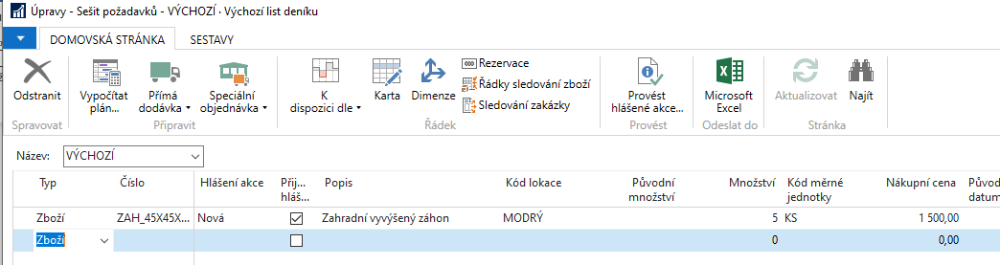 Úpravy - Sešit požadavků - VÝCHOZÍ · Výchozí list deníku
DOMOVSKÁ STRÁNKA SESTAVY
Odstranit
Vypočítat plán...
Přímá dodávka
Speciální objednávka
K dispozici dle
Karta
Dimenze
Rezervace
Řádky sledování zboží
Sledování zakázky
Provést hlášené akce...
Microsoft Excel
Aktualizovat
Najít
Spravovat Připravit Řádek Provést Odeslat do Stránka
Název: VÝCHOZÍ
Typ Číslo Hlášení akce Přij... hláš... Popis Kód lokace Původní množství Množství Kód měrné jednotky Nákupní cena Původ datum
Zboží ZAH_45X45X... Nová Zahradní vyvýšený záhon MODRÝ 5 KS 1 500,00
Zboží 0 0,00